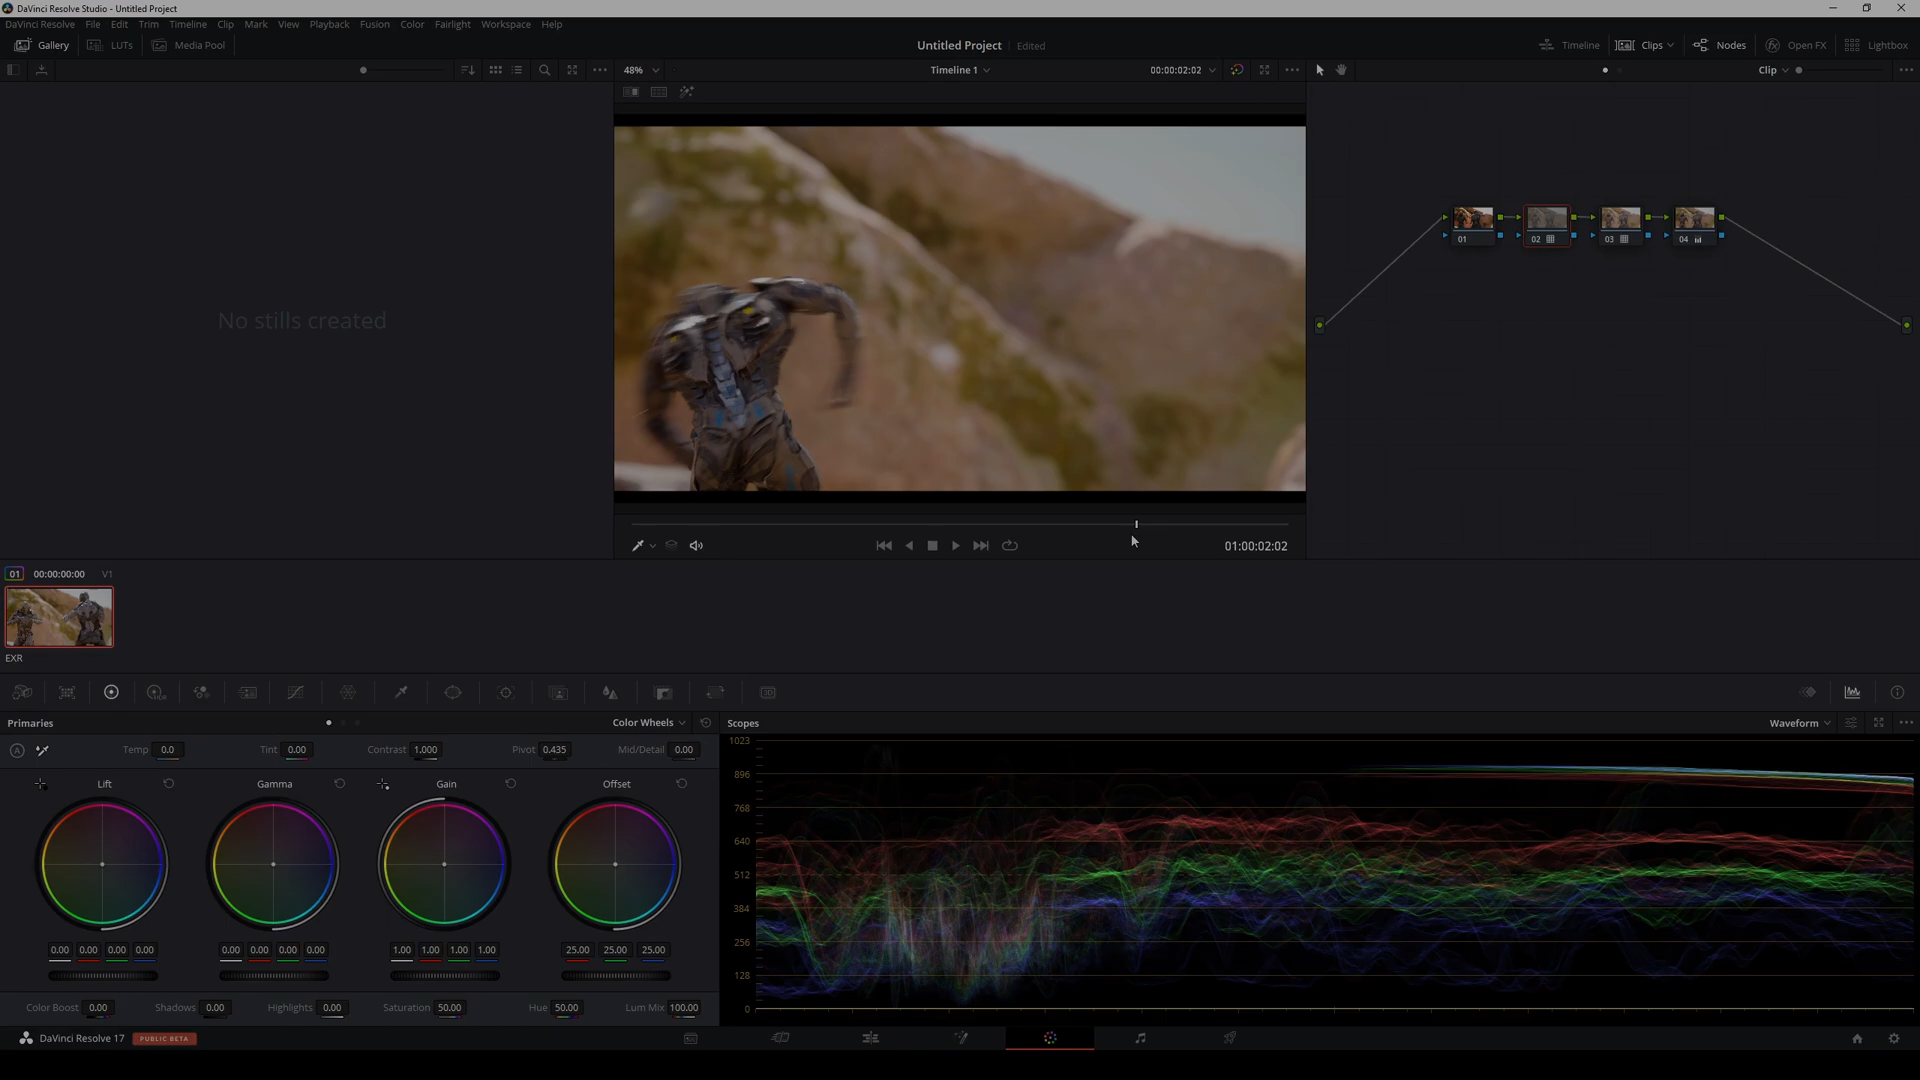 DaVinci Resolve Studio - Untitled Project
DaVinci Resolve File Edit Trim Timeline Clip Mark View Playback Fusion Color Fairlight Workspace Help
Gallery LUTs Media Pool Untitled Project Edited Timeline Clips Nodes Open FX Lightbox
48% Timeline 1 00:00:02:02 Clip
No stills created
01 02 03 04
01:00:02:02
01 00:00:00:00 V1
EXR
Primaries Color Wheels Scopes Waveform
Temp 0.0 Tint 0.00 Contrast 1.000 Pivot 0.435 Mid/Detail 0.00
Lift Gamma Gain Offset
0.00 0.00 0.00 0.00 0.00 0.00 0.00 0.00 1.00 1.00 1.00 1.00 25.00 25.00 25.00
Color Boost 0.00 Shadows 0.00 Highlights 0.00 Saturation 50.00 Hue 50.00 Lum Mix 100.00
1023
896
768
640
512
384
256
128
0
DaVinci Resolve 17 PUBLIC BETA